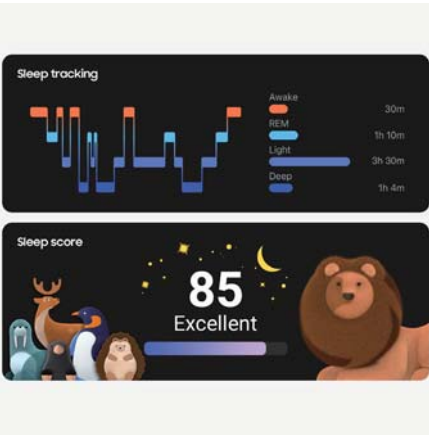 Sleep tracking
Awake
30m
REM
1h 10m
Light
3h 30m
Deep
1h 4m
Sleep score
85
Excellent